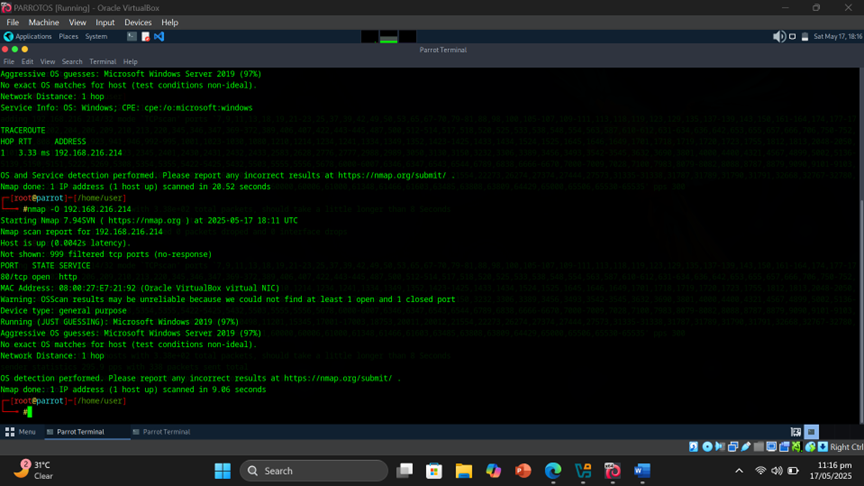 PARROTOS [Running] - Oracle VirtualBox
File Machine View Input Devices Help
Applications Places System
Sat May 17, 18:16
Parrot Terminal
File Edit View Search Terminal Help
Aggressive OS guesses: Microsoft Windows Server 2019 (97%)
No exact OS matches for host (test conditions non-ideal).
Network Distance: 1 hop
Service Info: OS: Windows; CPE: cpe:/o:microsoft:windows
TRACEROUTE
HOP RTT ADDRESS
1 3.33 ms 192.168.216.214
OS and Service detection performed. Please report any incorrect results at https://nmap.org/submit/ .
Nmap done: 1 IP address (1 host up) scanned in 20.52 seconds
┌─[root@parrot]─[/home/user]
└──╼ #nmap -O 192.168.216.214
Starting Nmap 7.94SVN ( https://nmap.org ) at 2025-05-17 18:11 UTC
Nmap scan report for 192.168.216.214
Host is up (0.0042s latency).
Not shown: 999 filtered tcp ports (no-response)
PORT STATE SERVICE
80/tcp open http
MAC Address: 08:00:27:E7:21:92 (Oracle VirtualBox virtual NIC)
Warning: OSScan results may be unreliable because we could not find at least 1 open and 1 closed port
Device type: general purpose
Running (JUST GUESSING): Microsoft Windows 2019 (97%)
Aggressive OS guesses: Microsoft Windows Server 2019 (97%)
No exact OS matches for host (test conditions non-ideal).
Network Distance: 1 hop
OS detection performed. Please report any incorrect results at https://nmap.org/submit/ .
Nmap done: 1 IP address (1 host up) scanned in 9.06 seconds
┌─[root@parrot]─[/home/user]
└──╼ #
Menu Parrot Terminal Parrot Terminal
Right Ctrl
2 31°C
Clear
Search
11:16 pm
17/05/2025